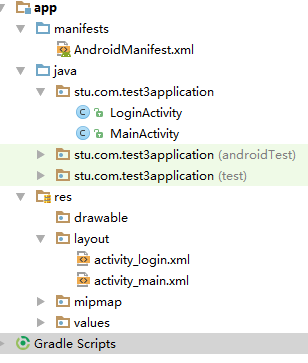 app
manifests
AndroidManifest.xml
java
stu.com.test3application
LoginActivity
MainActivity
stu.com.test3application (androidTest)
stu.com.test3application (test)
res
drawable
layout
activity_login.xml
activity_main.xml
mipmap
values
Gradle Scripts